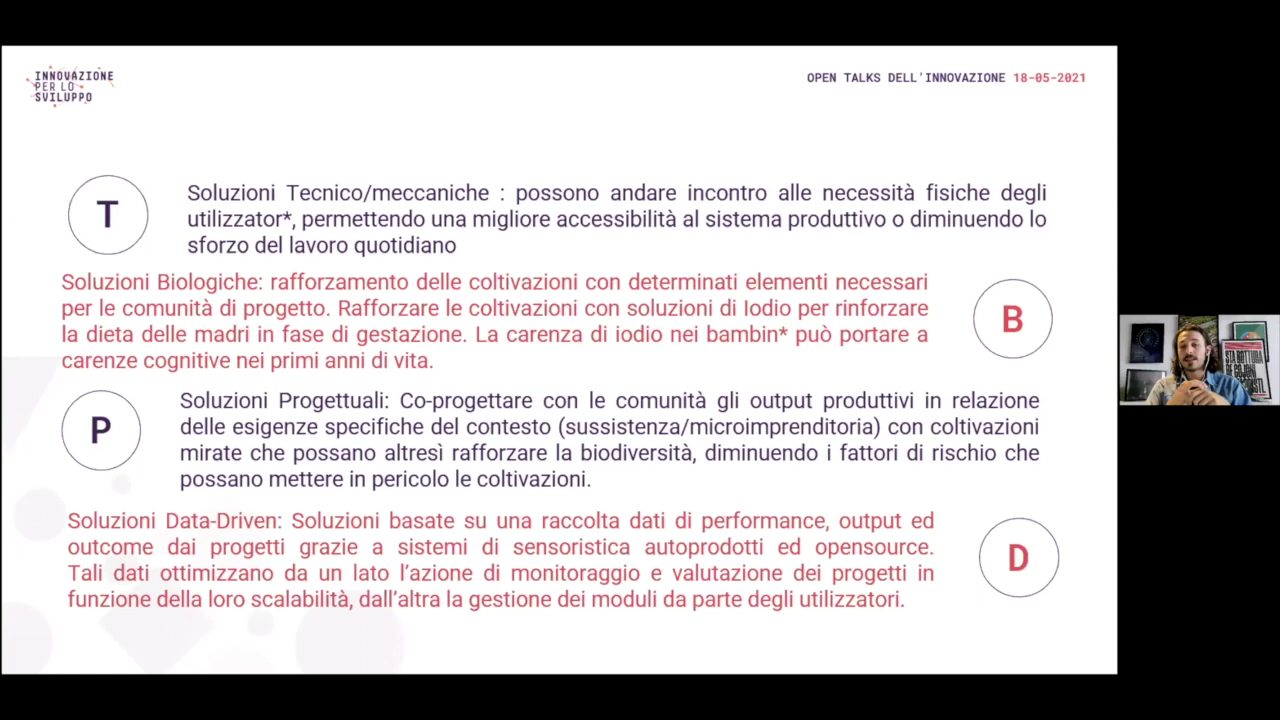 INNOVAZIONE
PER LO
SVILUPPO
OPEN TALKS DELL'INNOVAZIONE 18-05-2021
T
Soluzioni Tecnico/meccaniche : possono andare incontro alle necessità fisiche degli
utilizzator*, permettendo una migliore accessibilità al sistema produttivo o diminuendo lo
sforzo del lavoro quotidiano
Soluzioni Biologiche: rafforzamento delle coltivazioni con determinati elementi necessari
per le comunità di progetto. Rafforzare le coltivazioni con soluzioni di Iodio per rinforzare
la dieta delle madri in fase di gestazione. La carenza di iodio nei bambin* può portare a
carenze cognitive nei primi anni di vita.
B
P
Soluzioni Progettuali: Co-progettare con le comunità gli output produttivi in relazione
delle esigenze specifiche del contesto (sussistenza/microimprenditoria) con coltivazioni
mirate che possano altresì rafforzare la biodiversità, diminuendo i fattori di rischio che
possano mettere in pericolo le coltivazioni.
Soluzioni Data-Driven: Soluzioni basate su una raccolta dati di performance, output ed
outcome dai progetti grazie a sistemi di sensoristica autoprodotti ed opensource.
Tali dati ottimizzano da un lato l'azione di monitoraggio e valutazione dei progetti in
funzione della loro scalabilità, dall'altra la gestione dei moduli da parte degli utilizzatori.
D